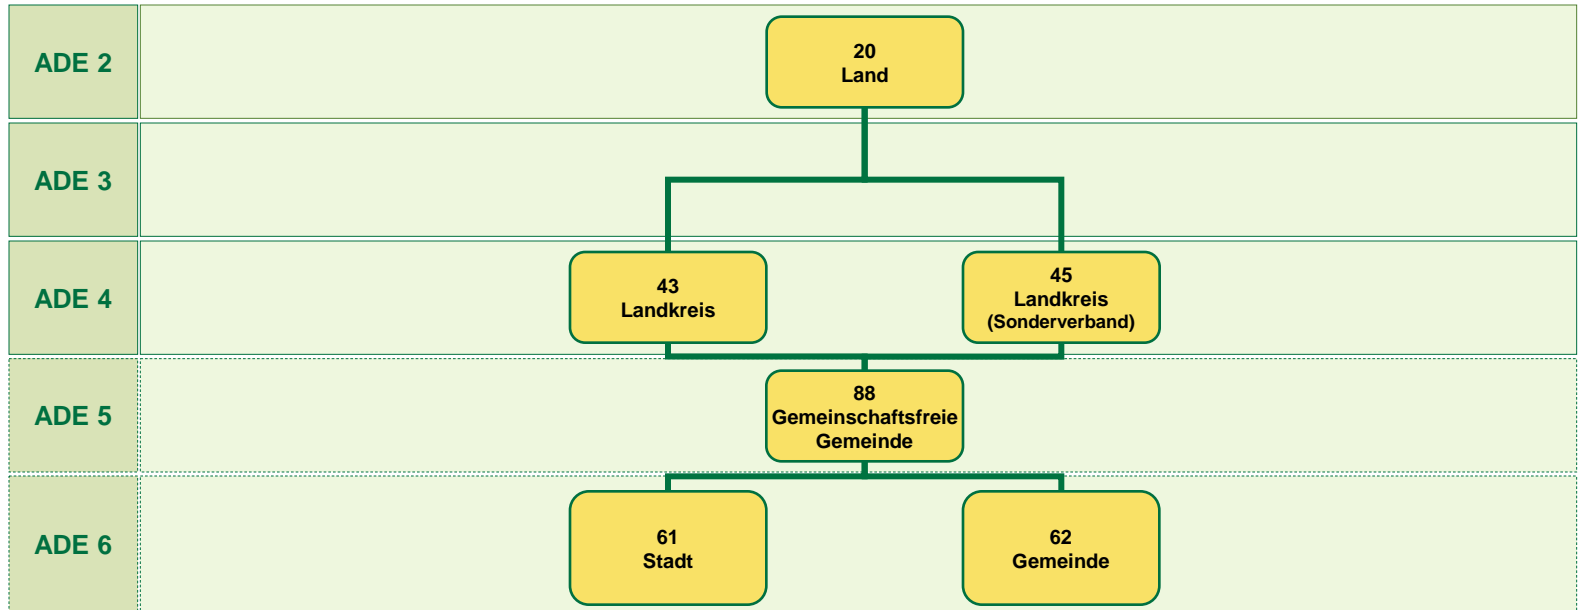 ADE 2
20
Land
ADE 3
ADE 4
43
Landkreis
45
Landkreis
(Sonderverband)
ADE 5
88
Gemeinschaftsfreie
Gemeinde
ADE 6
61
Stadt
62
Gemeinde